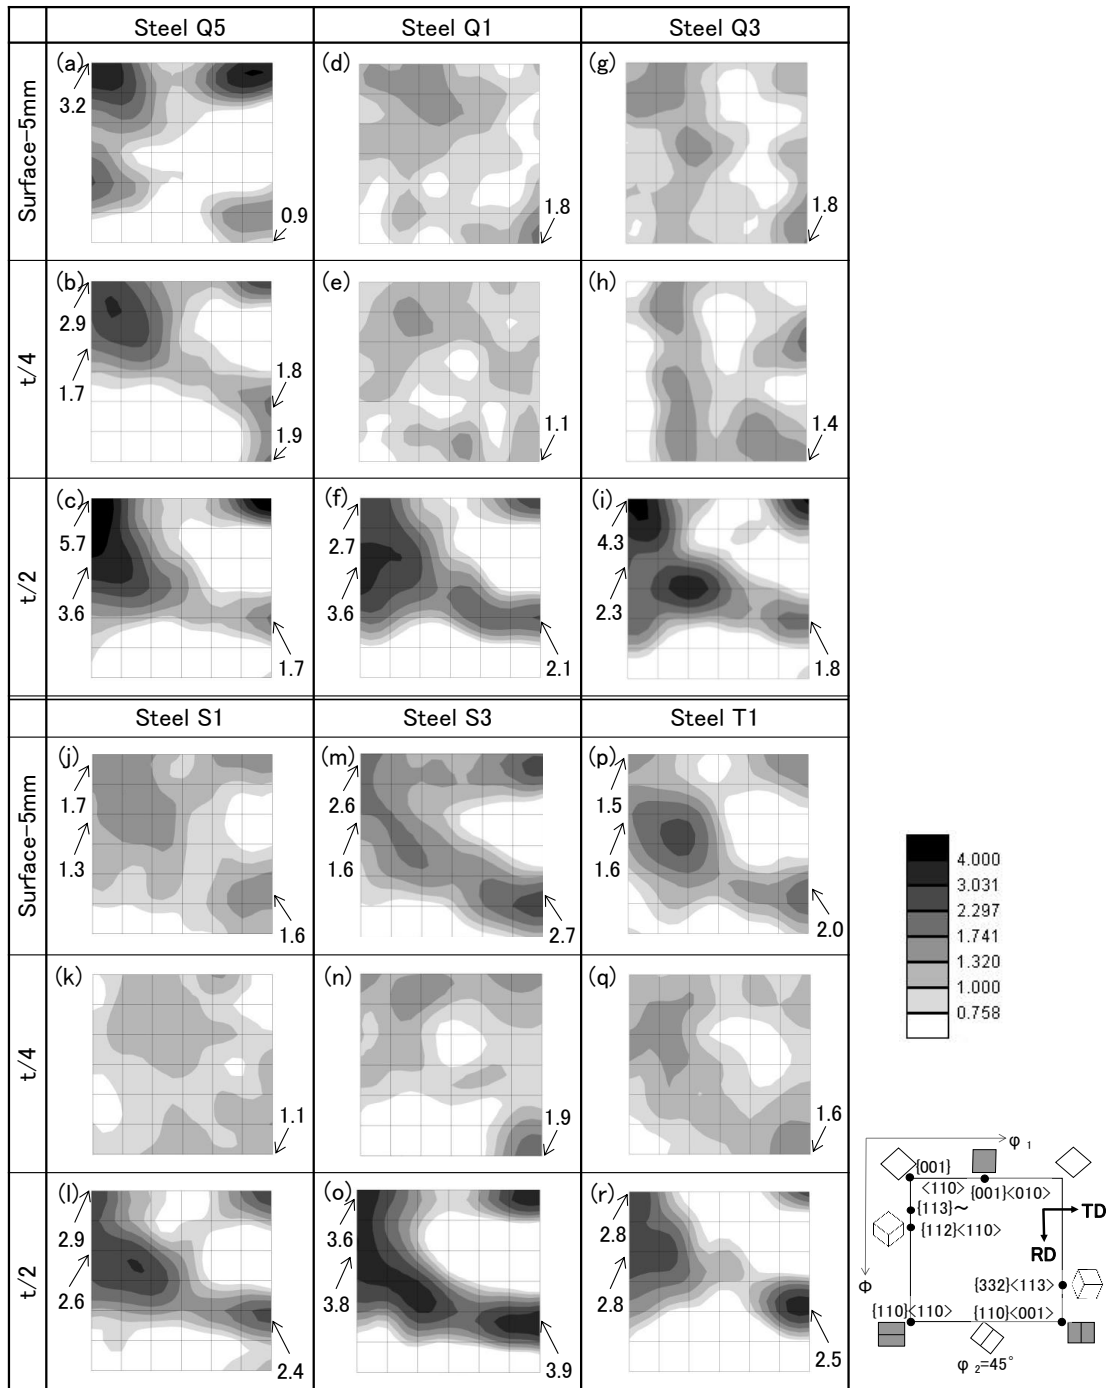 Steel Q5 Steel Q1 Steel Q3
Surface-5mm
(a) 3.2 0.9
(d) 1.8
(g) 1.8
t/4
(b) 2.9 1.7 1.8 1.9
(e) 1.1
(h) 1.4
t/2
(c) 5.7 3.6 1.7
(f) 2.7 3.6 2.1
(i) 4.3 2.3 1.8
Steel S1 Steel S3 Steel T1
Surface-5mm
(j) 1.7 1.3 1.6
(m) 2.6 1.6 2.7
(p) 1.5 1.6 2.0
t/4
(k) 1.1
(n) 1.9
(q) 1.6
t/2
(l) 2.9 2.6 2.4
(o) 3.6 3.8 3.9
(r) 2.8 2.8 2.5
4.000
3.031
2.297
1.741
1.320
1.000
0.758
φ 1
{001}
<110> {001}<010>
{113}~
{112}<110>
TD
RD
Φ
{332}<113>
{110}<110> {110}<001>
φ 2=45°